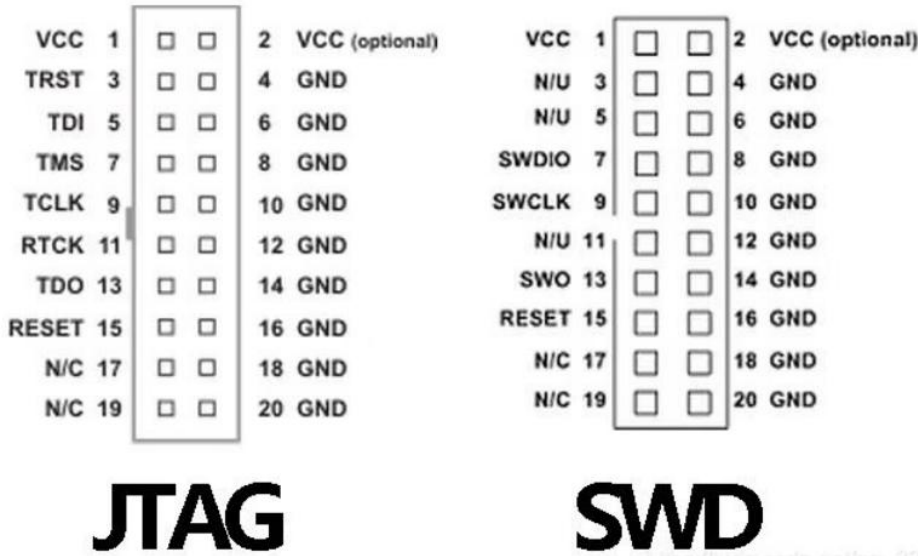 VCC 1 2 VCC (optional)
TRST 3 4 GND
TDI 5 6 GND
TMS 7 8 GND
TCLK 9 10 GND
RTCK 11 12 GND
TDO 13 14 GND
RESET 15 16 GND
N/C 17 18 GND
N/C 19 20 GND
JTAG
VCC 1 2 VCC (optional)
N/U 3 4 GND
N/U 5 6 GND
SWDIO 7 8 GND
SWCLK 9 10 GND
N/U 11 12 GND
SWO 13 14 GND
RESET 15 16 GND
N/C 17 18 GND
N/C 19 20 GND
SWD